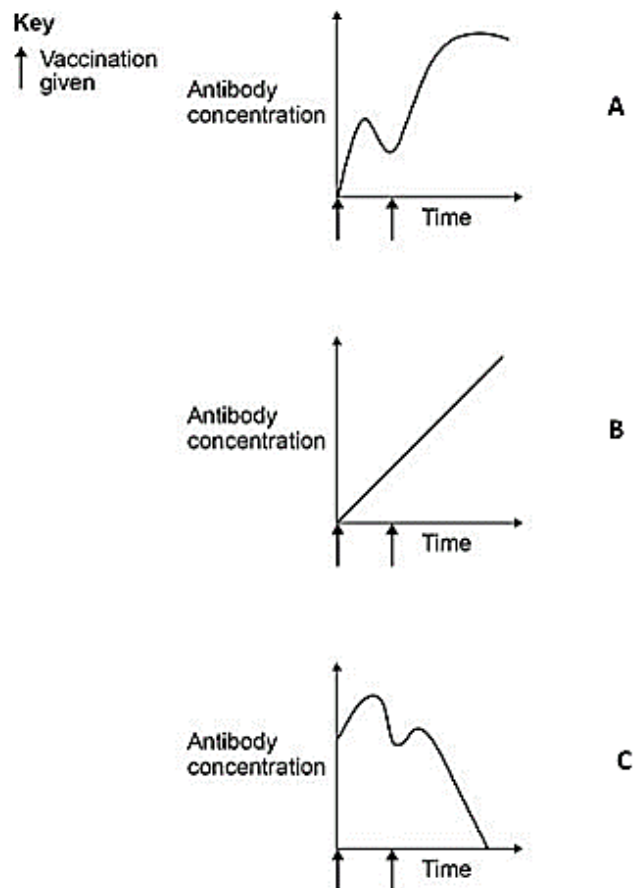 Key
Vaccination
given
Antibody
concentration
A
Time
Antibody
concentration
B
Time
Antibody
concentration
C
Time